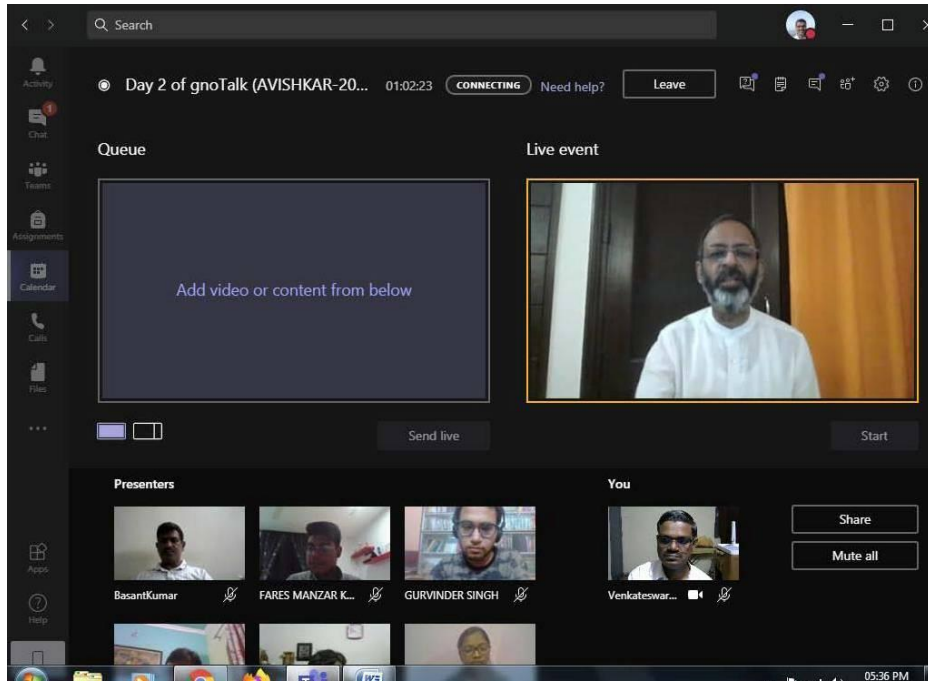 Search
Activity
1
Chat
Teams
Assignments
Calendar
Calls
Files
Apps
Help
Day 2 of gnoTalk (AVISHKAR-20... 01:02:23 CONNECTING Need help? Leave
Queue
Live event
Add video or content from below
Send live
Start
Presenters
You
Share
Mute all
BasantKumar
FARES MANZAR K...
GURVINDER SINGH
Venkateswar...
05:36 PM